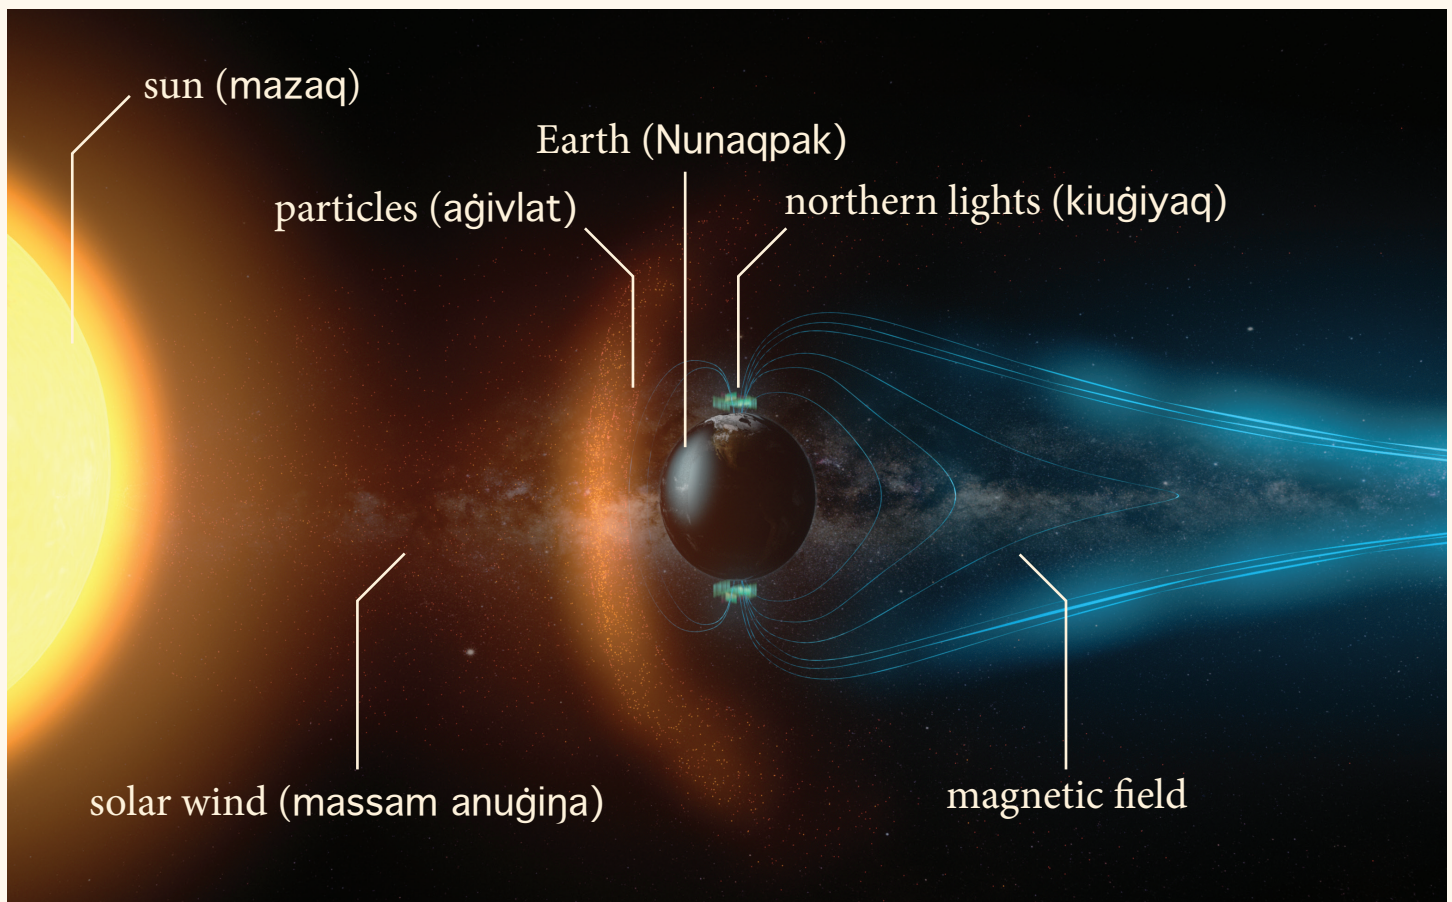 sun (mazaq)
Earth (Nunaqpak)
particles (aġivlat)
northern lights (kiuġiyaq)
solar wind (massam anuġiŋa)
magnetic field